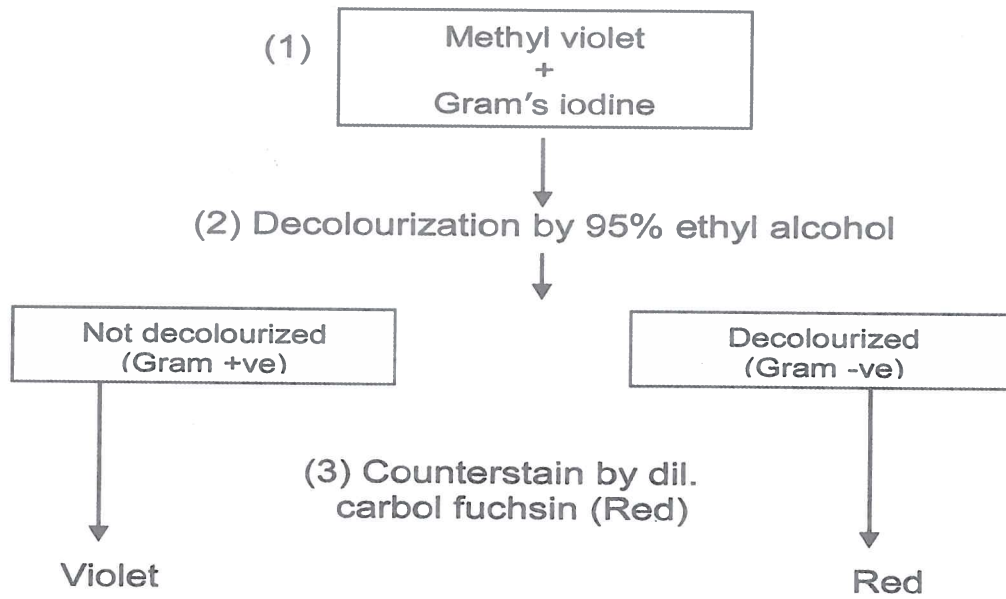 (1)
Methyl violet
+
Gram's iodine
(2) Decolourization by 95% ethyl alcohol
Not decolourized
(Gram +ve)
Decolourized
(Gram -ve)
(3) Counterstain by dil.
carbol fuchsin (Red)
Violet
Red